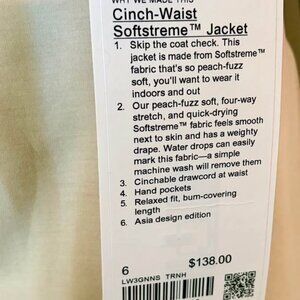 WHY WE MADE THIS
Cinch-Waist
Softstreme™ Jacket
1. Skip the coat check. This
jacket is made from Softstreme™
fabric that's so peach-fuzz
soft, you'll want to wear it
indoors and out
2. Our peach-fuzz soft, four-way
stretch, and quick-drying
Softstreme™ fabric feels smooth
next to skin and has a weighty
drape. Water drops can easily
mark this fabric—a simple
machine wash will remove them
3. Cinchable drawcord at waist
4. Hand pockets
5. Relaxed fit, bum-covering
length
6. Asia design edition
6 $138.00
LW3GNNS TRNH